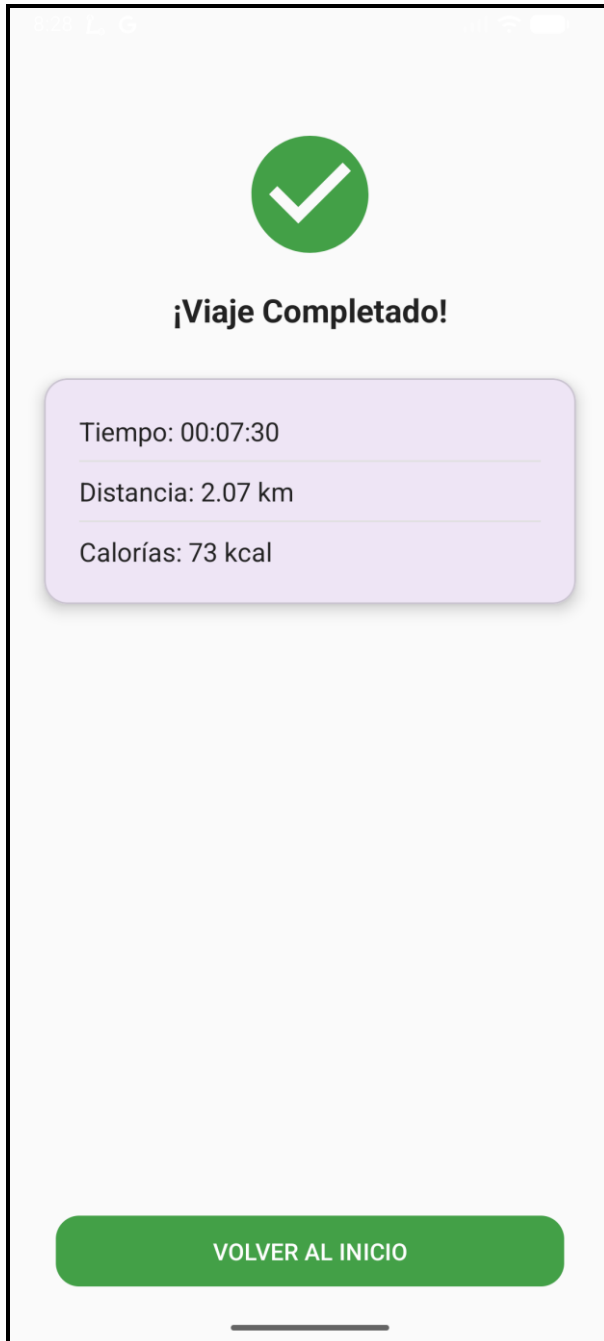 ¡Viaje Completado!
Tiempo: 00:07:30
Distancia: 2.07 km
Calorías: 73 kcal
VOLVER AL INICIO